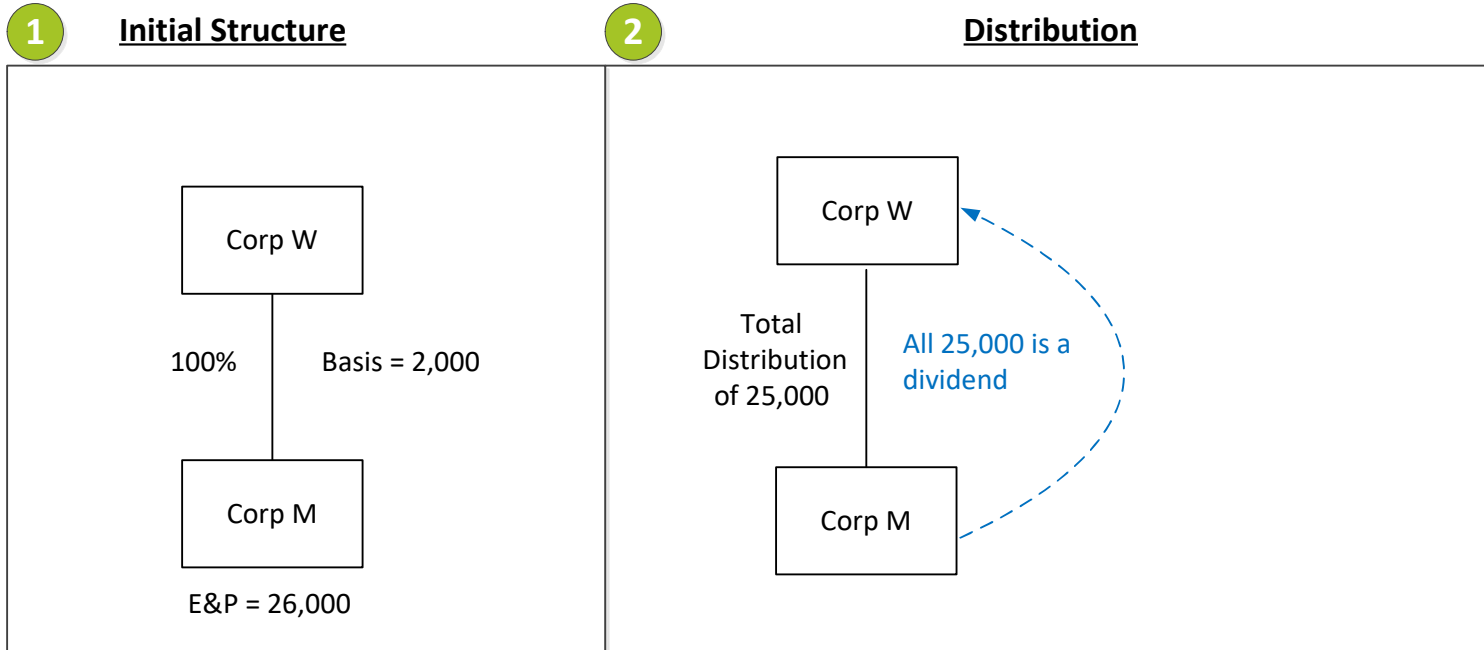 1
Initial Structure
2
Distribution
Corp W
100%
Basis = 2,000
Corp M
E&P = 26,000
Corp W
Total
Distribution
of 25,000
All 25,000 is a
dividend
Corp M